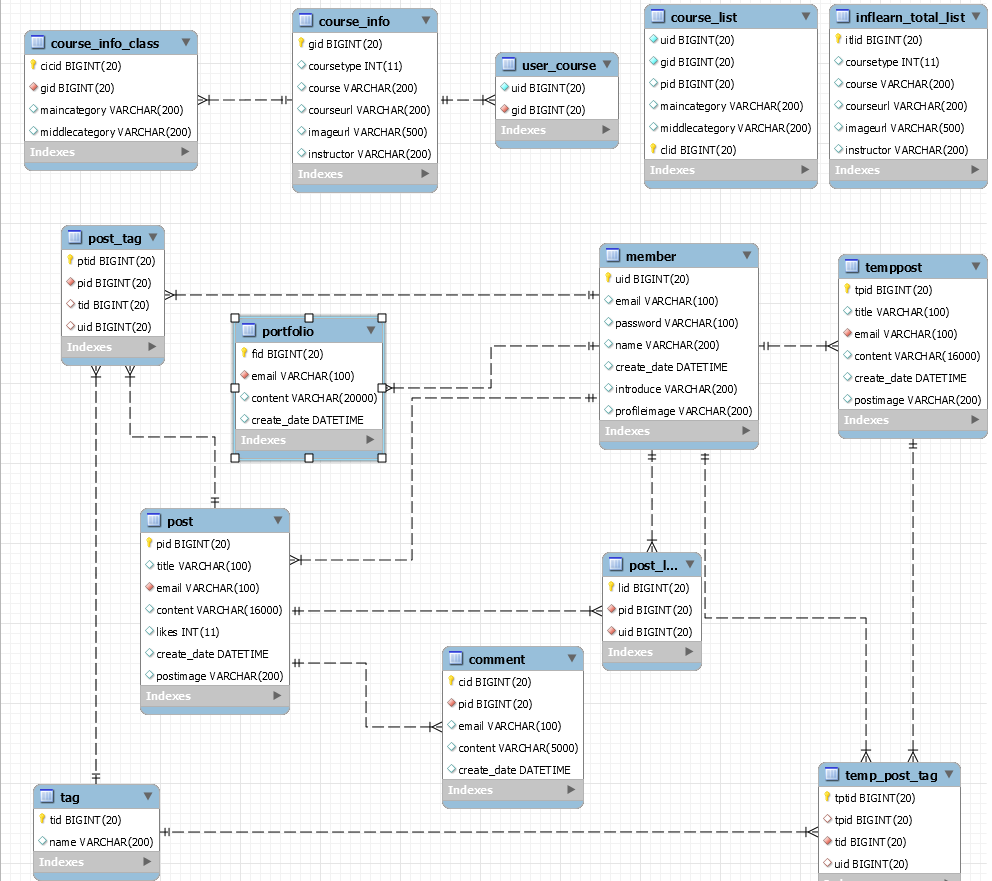 course_info_class
cicid BIGINT(20)
gid BIGINT(20)
maincategory VARCHAR(200)
middlecategory VARCHAR(200)
Indexes
course_info
gid BIGINT(20)
coursetype INT(11)
course VARCHAR(200)
courseurl VARCHAR(200)
imageurl VARCHAR(500)
instructor VARCHAR(200)
Indexes
user_course
uid BIGINT(20)
gid BIGINT(20)
Indexes
course_list
uid BIGINT(20)
gid BIGINT(20)
pid BIGINT(20)
maincategory VARCHAR(200)
middlecategory VARCHAR(200)
clid BIGINT(20)
Indexes
inflearn_total_list
itlid BIGINT(20)
coursetype INT(11)
course VARCHAR(200)
courseurl VARCHAR(200)
imageurl VARCHAR(500)
instructor VARCHAR(200)
Indexes
post_tag
ptid BIGINT(20)
pid BIGINT(20)
tid BIGINT(20)
uid BIGINT(20)
Indexes
portfolio
fid BIGINT(20)
email VARCHAR(100)
content VARCHAR(20000)
create_date DATETIME
Indexes
member
uid BIGINT(20)
email VARCHAR(100)
password VARCHAR(100)
name VARCHAR(200)
create_date DATETIME
introduce VARCHAR(200)
profileimage VARCHAR(200)
Indexes
temppost
tpid BIGINT(20)
title VARCHAR(100)
email VARCHAR(100)
content VARCHAR(16000)
create_date DATETIME
postimage VARCHAR(200)
Indexes
post
pid BIGINT(20)
title VARCHAR(100)
email VARCHAR(100)
content VARCHAR(16000)
likes INT(11)
create_date DATETIME
postimage VARCHAR(200)
Indexes
post_l...
lid BIGINT(20)
pid BIGINT(20)
uid BIGINT(20)
Indexes
comment
cid BIGINT(20)
pid BIGINT(20)
email VARCHAR(100)
content VARCHAR(5000)
create_date DATETIME
Indexes
tag
tid BIGINT(20)
name VARCHAR(200)
Indexes
temp_post_tag
tptid BIGINT(20)
tpid BIGINT(20)
tid BIGINT(20)
uid BIGINT(20)